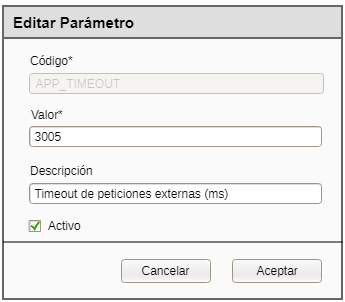 Editar Parámetro
Código*
APP_TIMEOUT
Valor*
3005
Descripción
Timeout de peticiones externas (ms)
Activo
Cancelar
Aceptar